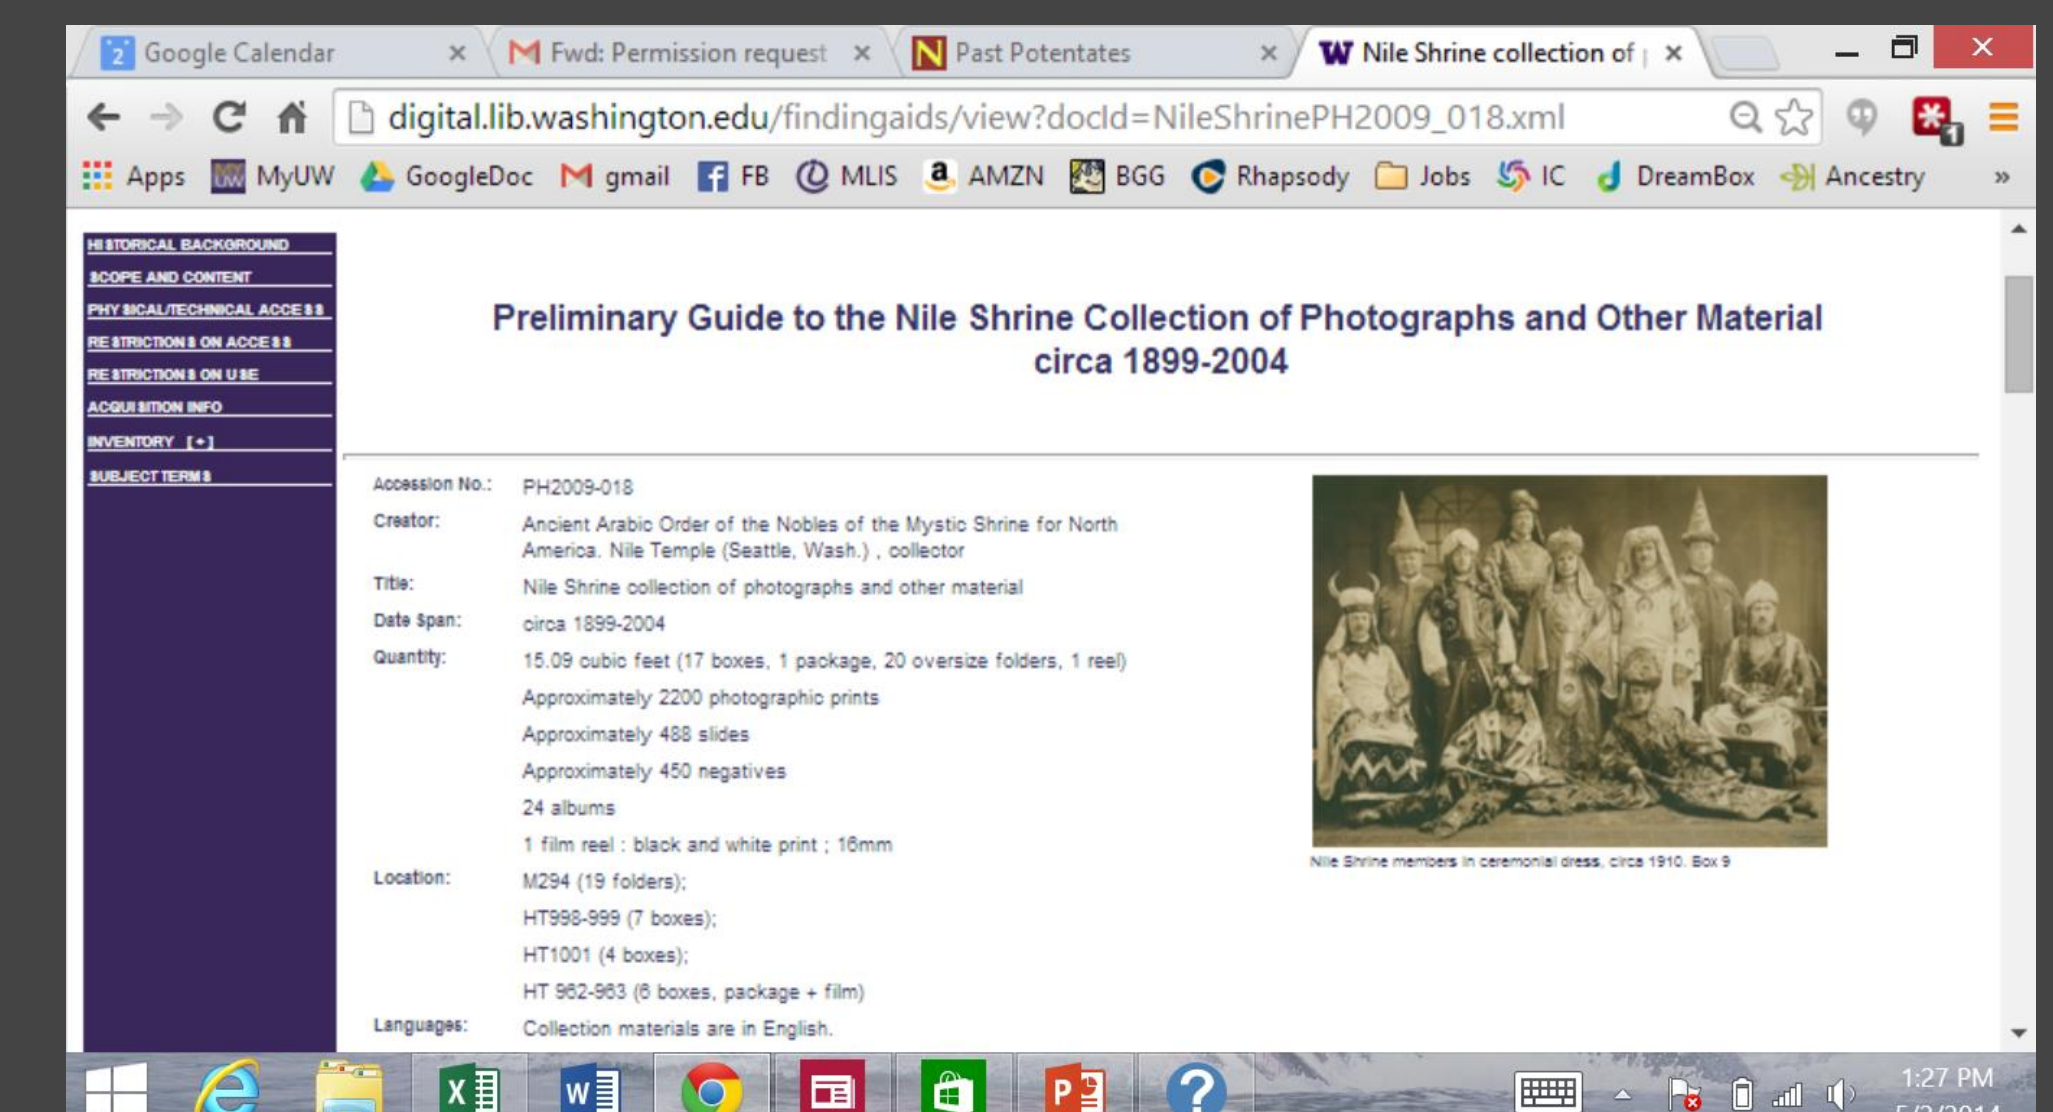 Google Calendar
Fwd: Permission request
Past Potentates
Nile Shrine collection of
digital.lib.washington.edu/findingaids/view?docId=NileShrinePH2009_018.xml
Apps MyUW GoogleDoc gmail FB MLIS AMZN BGG Rhapsody Jobs IC DreamBox Ancestry »
HISTORICAL BACKGROUND
SCOPE AND CONTENT
PHYSICAL/TECHNICAL ACCESS
RESTRICTIONS ON ACCESS
RESTRICTIONS ON USE
ACQUISITION INFO
INVENTORY [+]
SUBJECT TERMS
Preliminary Guide to the Nile Shrine Collection of Photographs and Other Material
circa 1899-2004
Accession No.: PH2009-018
Creator: Ancient Arabic Order of the Nobles of the Mystic Shrine for North
America. Nile Temple (Seattle, Wash.) , collector
Title: Nile Shrine collection of photographs and other material
Date Span: circa 1899-2004
Quantity: 15.09 cubic feet (17 boxes, 1 package, 20 oversize folders, 1 reel)
Approximately 2200 photographic prints
Approximately 488 slides
Approximately 450 negatives
24 albums
1 film reel : black and white print ; 16mm
Location: M294 (19 folders);
HT998-999 (7 boxes);
HT1001 (4 boxes);
HT 962-963 (6 boxes, package + film)
Languages: Collection materials are in English.
Nile Shrine members in ceremonial dress, circa 1910. Box 9
1:27 PM